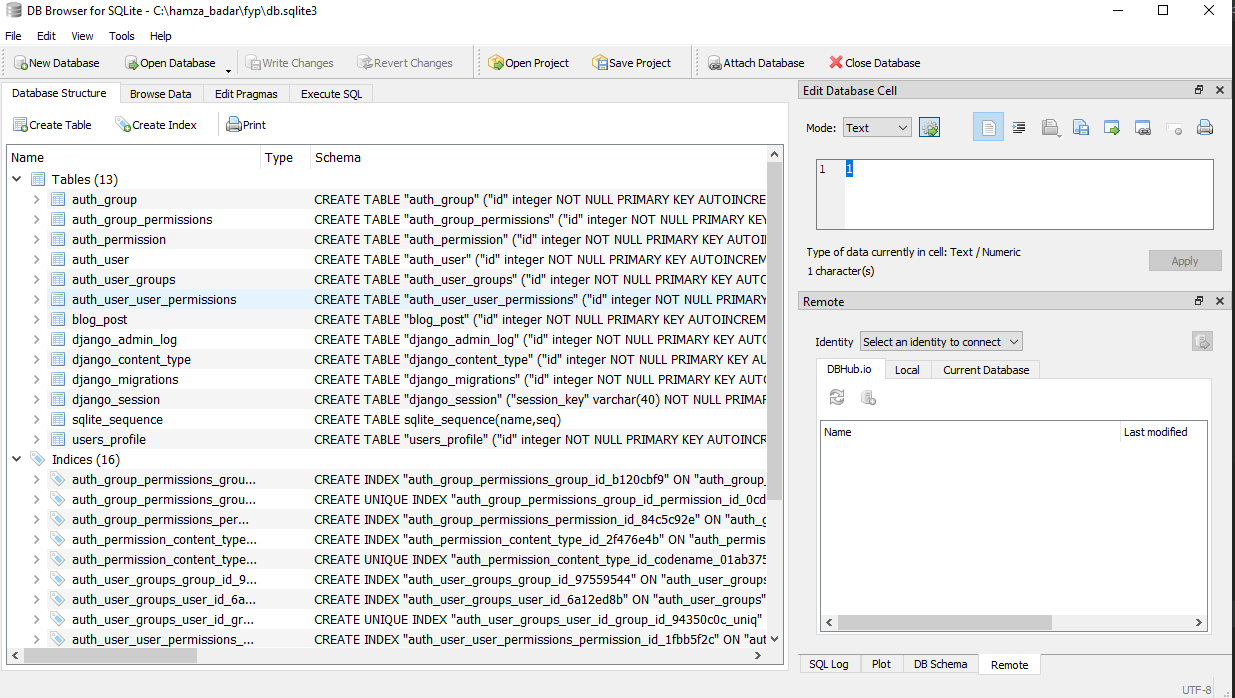 DB Browser for SQLite - C:\hamza_badar\fyp\db.sqlite3
File Edit View Tools Help
New Database Open Database Write Changes Revert Changes Open Project Save Project Attach Database Close Database
Database Structure Browse Data Edit Pragmas Execute SQL
Create Table Create Index Print
Name Type Schema
Tables (13)
auth_group CREATE TABLE "auth_group" ("id" integer NOT NULL PRIMARY KEY AUTOINCRE
auth_group_permissions CREATE TABLE "auth_group_permissions" ("id" integer NOT NULL PRIMARY KEY
auth_permission CREATE TABLE "auth_permission" ("id" integer NOT NULL PRIMARY KEY AUTOI
auth_user CREATE TABLE "auth_user" ("id" integer NOT NULL PRIMARY KEY AUTOINCREM
auth_user_groups CREATE TABLE "auth_user_groups" ("id" integer NOT NULL PRIMARY KEY AUTC
auth_user_user_permissions CREATE TABLE "auth_user_user_permissions" ("id" integer NOT NULL PRIMARY
blog_post CREATE TABLE "blog_post" ("id" integer NOT NULL PRIMARY KEY AUTOINCREM
django_admin_log CREATE TABLE "django_admin_log" ("id" integer NOT NULL PRIMARY KEY AUTC
django_content_type CREATE TABLE "django_content_type" ("id" integer NOT NULL PRIMARY KEY AU
django_migrations CREATE TABLE "django_migrations" ("id" integer NOT NULL PRIMARY KEY AUTC
django_session CREATE TABLE "django_session" ("session_key" varchar(40) NOT NULL PRIMAR
sqlite_sequence CREATE TABLE sqlite_sequence(name,seq)
users_profile CREATE TABLE "users_profile" ("id" integer NOT NULL PRIMARY KEY AUTOINCR
Indices (16)
auth_group_permissions_grou... CREATE INDEX "auth_group_permissions_group_id_b120cbf9" ON "auth_group_
auth_group_permissions_grou... CREATE UNIQUE INDEX "auth_group_permissions_group_id_permission_id_0cd
auth_group_permissions_per... CREATE INDEX "auth_group_permissions_permission_id_84c5c92e" ON "auth_g
auth_permission_content_type... CREATE INDEX "auth_permission_content_type_id_2f476e4b" ON "auth_permis
auth_permission_content_type... CREATE UNIQUE INDEX "auth_permission_content_type_id_codename_01ab375
auth_user_groups_group_id_9... CREATE INDEX "auth_user_groups_group_id_97559544" ON "auth_user_groups
auth_user_groups_user_id_6a... CREATE INDEX "auth_user_groups_user_id_6a12ed8b" ON "auth_user_groups"
auth_user_groups_user_id_gr... CREATE UNIQUE INDEX "auth_user_groups_user_id_group_id_94350c0c_uniq"
auth_user_user_permissions_... CREATE INDEX "auth_user_user_permissions_permission_id_1fbb5f2c" ON "aut
Edit Database Cell
Mode: Text
1 1
Type of data currently in cell: Text / Numeric
1 character(s)
Apply
Remote
Identity Select an identity to connect
DBHub.io Local Current Database
Name Last modified
SQL Log Plot DB Schema Remote
UTF-8